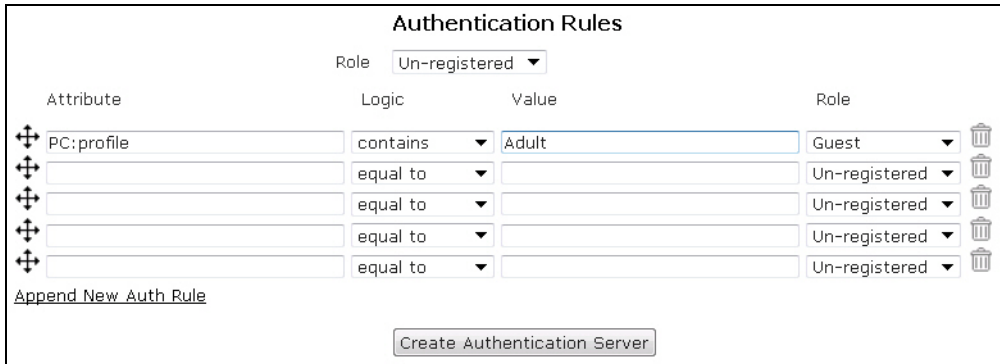 Authentication Rules
Role Un-registered
Attribute Logic Value Role
PC:profile contains Adult Guest
equal to Un-registered
equal to Un-registered
equal to Un-registered
equal to Un-registered
Append New Auth Rule
Create Authentication Server